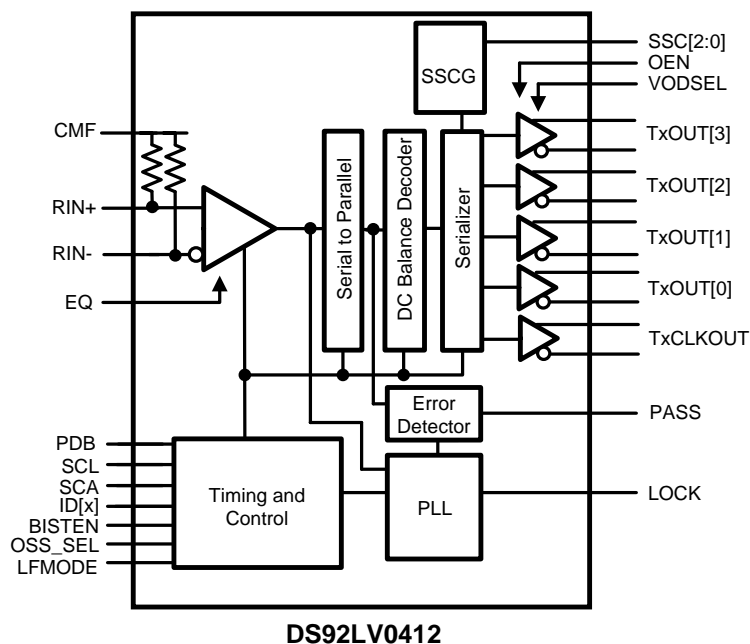 SSC[2:0]
OEN
VODSEL
SSCG
CMF
TxOUT[3]
TxOUT[2]
RIN+
TxOUT[1]
RIN-
TxOUT[0]
EQ
TxCLKOUT
Serial to Parallel
DC Balance Decoder
Serializer
Error
Detector
PASS
PDB
SCL
SCA
ID[x]
BISTEN
OSS_SEL
LFMODE
Timing and
Control
PLL
LOCK
DS92LV0412